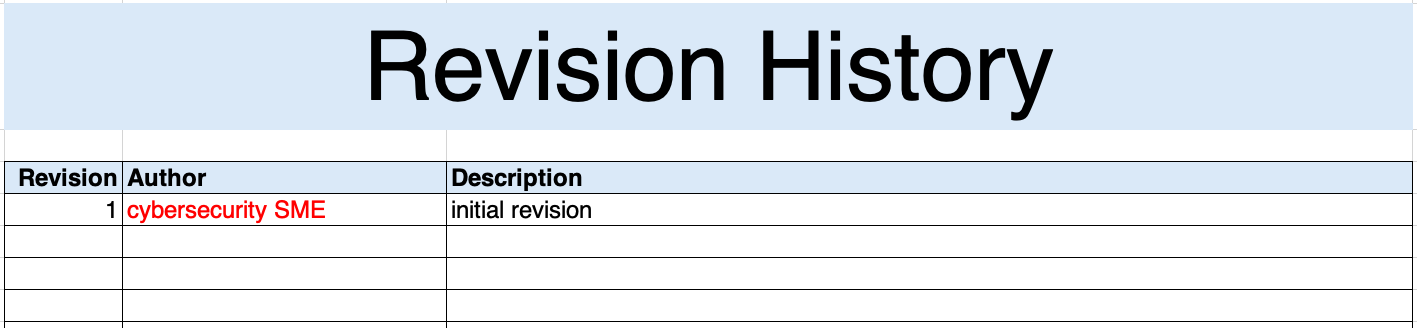 Revision History
Revision Author Description
1 cybersecurity SME initial revision